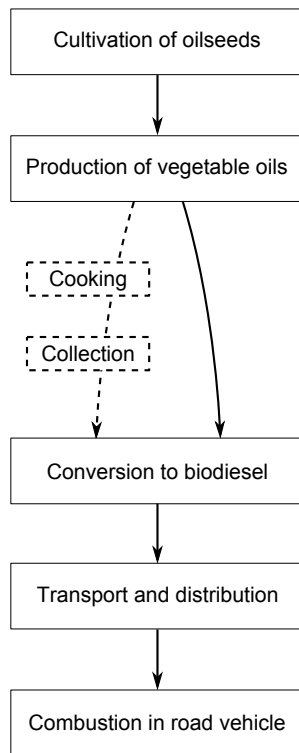 Cultivation of oilseeds
Production of vegetable oils
Cooking
Collection
Conversion to biodiesel
Transport and distribution
Combustion in road vehicle